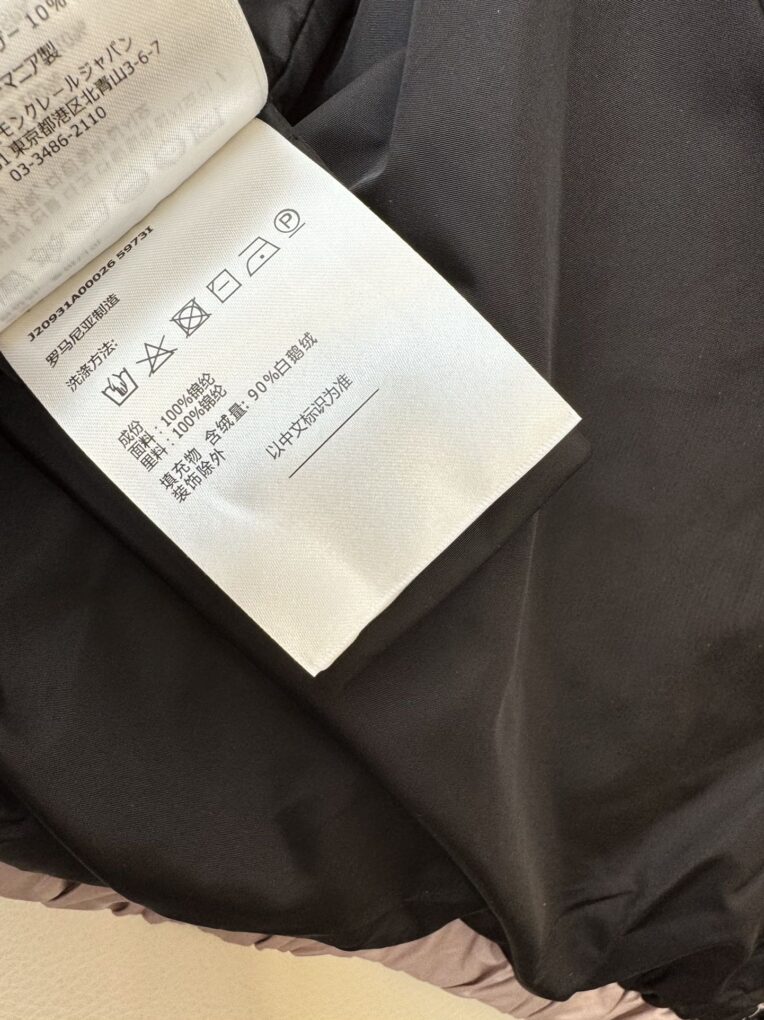 ー 10%
マニア製
モンクレールジャパン
東京都港区北青山3-6-7
03-3486-2110
J20931A00026 59731
罗马尼亚制造
洗涤方法:
P
成份
面料：100%锦纶
里料：100%锦纶
填充物 含绒量: 90%白鹅绒
装饰除外
以中文标识为准